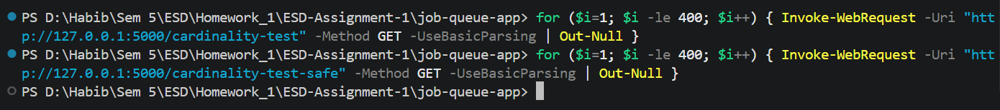 PS D:\Habib\Sem 5\ESD\Homework_1\ESD-Assignment-1\job-queue-app> for ($i=1; $i -le 400; $i++) { Invoke-WebRequest -Uri "htt
p://127.0.0.1:5000/cardinality-test" -Method GET -UseBasicParsing | Out-Null }
PS D:\Habib\Sem 5\ESD\Homework_1\ESD-Assignment-1\job-queue-app> for ($i=1; $i -le 400; $i++) { Invoke-WebRequest -Uri "htt
p://127.0.0.1:5000/cardinality-test-safe" -Method GET -UseBasicParsing | Out-Null }
PS D:\Habib\Sem 5\ESD\Homework_1\ESD-Assignment-1\job-queue-app>